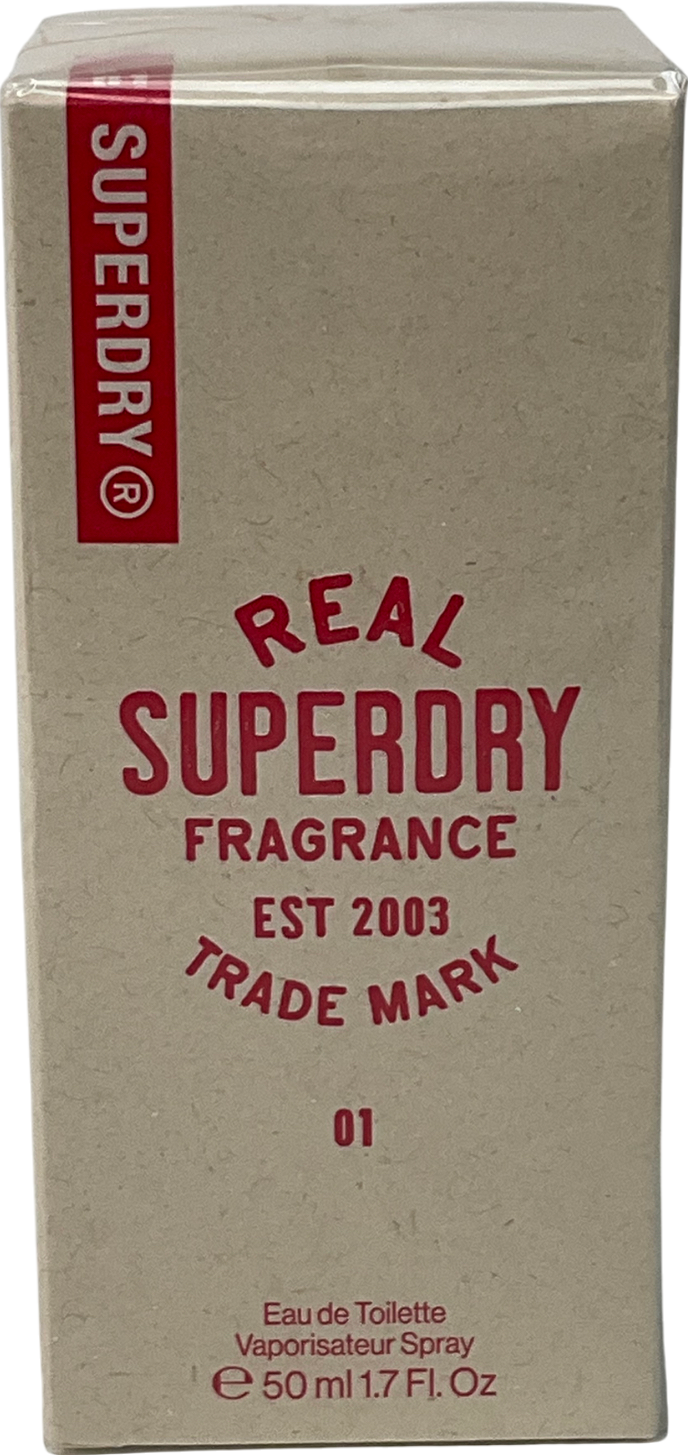 SUPERDRY®
REAL
SUPERDRY
FRAGRANCE
EST 2003
TRADE MARK
01
Eau de Toilette
Vaporisateur Spray
℮ 50 ml 1.7 Fl. Oz